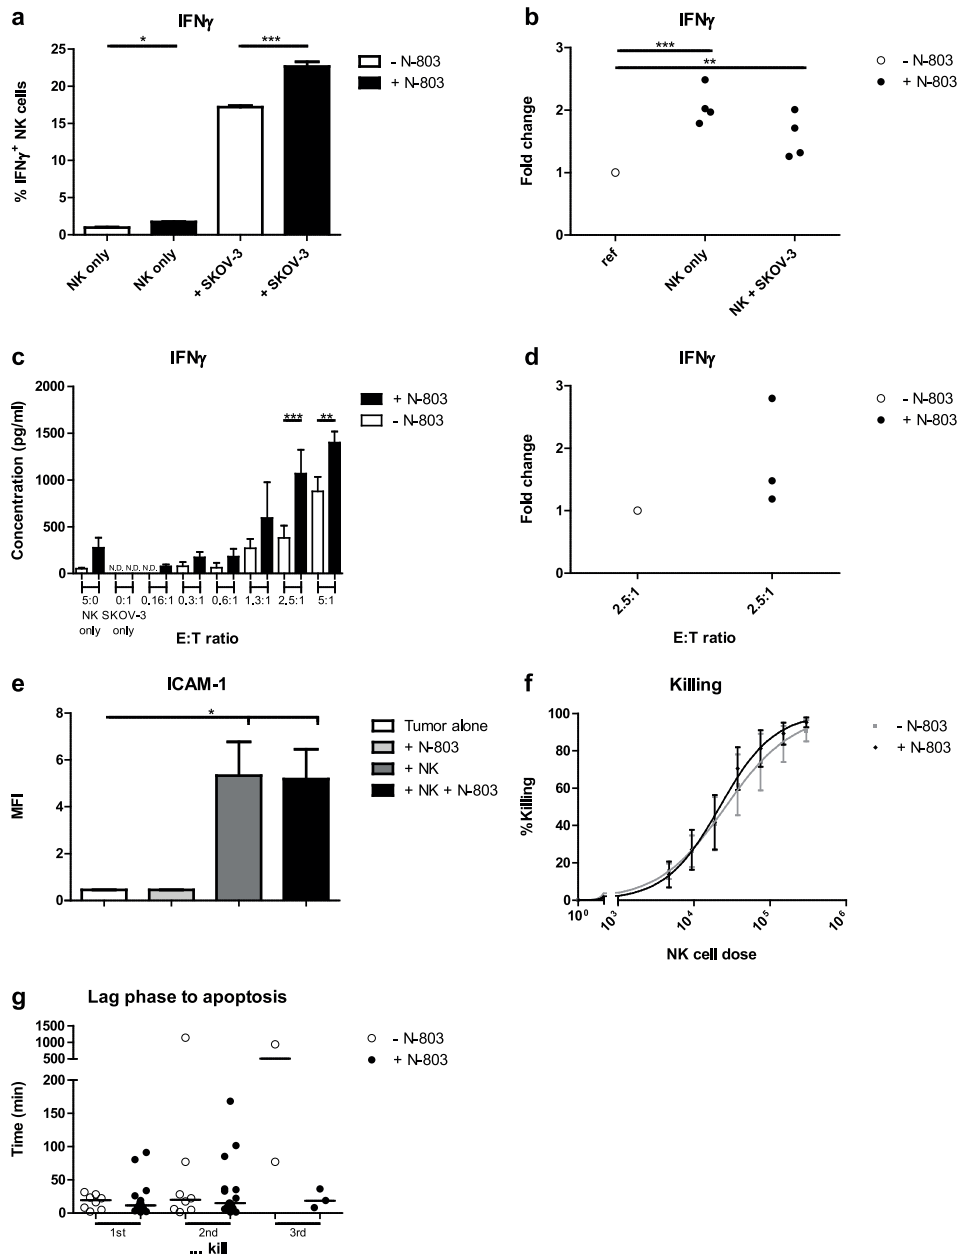 a
IFNγ
*
***
- N-803
+ N-803
% IFNγ+ NK cells
25
20
15
10
5
0
NK only
NK only
+ SKOV-3
+ SKOV-3
b
IFNγ
***
**
- N-803
+ N-803
Fold change
3
2
1
0
ref
NK only
NK + SKOV-3
c
IFNγ
+ N-803
- N-803
Concentration (pg/ml)
2000
1500
1000
500
0
***
**
N.D. N.D. N.D.
5:0 0:1 0.16:1 0.3:1 0.6:1 1.3:1 2.5:1 5:1
NK SKOV-3
only only
E:T ratio
d
IFNγ
- N-803
+ N-803
Fold change
3
2
1
0
2.5:1
2.5:1
E:T ratio
e
ICAM-1
*
Tumor alone
+ N-803
+ NK
+ NK + N-803
MFI
8
6
4
2
0
f
Killing
- N-803
+ N-803
%Killing
100
80
60
40
20
0
10⁰
10³
10⁴
10⁵
10⁶
NK cell dose
g
Lag phase to apoptosis
- N-803
+ N-803
Time (min)
1500
1000
500
200
150
100
50
0
1st 2nd 3rd
... kill